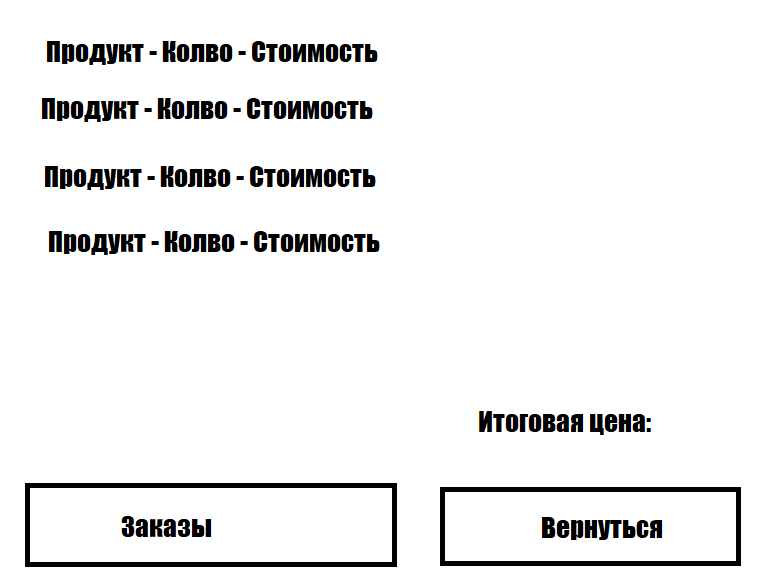 Продукт - Колво - Стоимость
Продукт - Колво - Стоимость
Продукт - Колво - Стоимость
Продукт - Колво - Стоимость
Итоговая цена:
Заказы
Вернуться